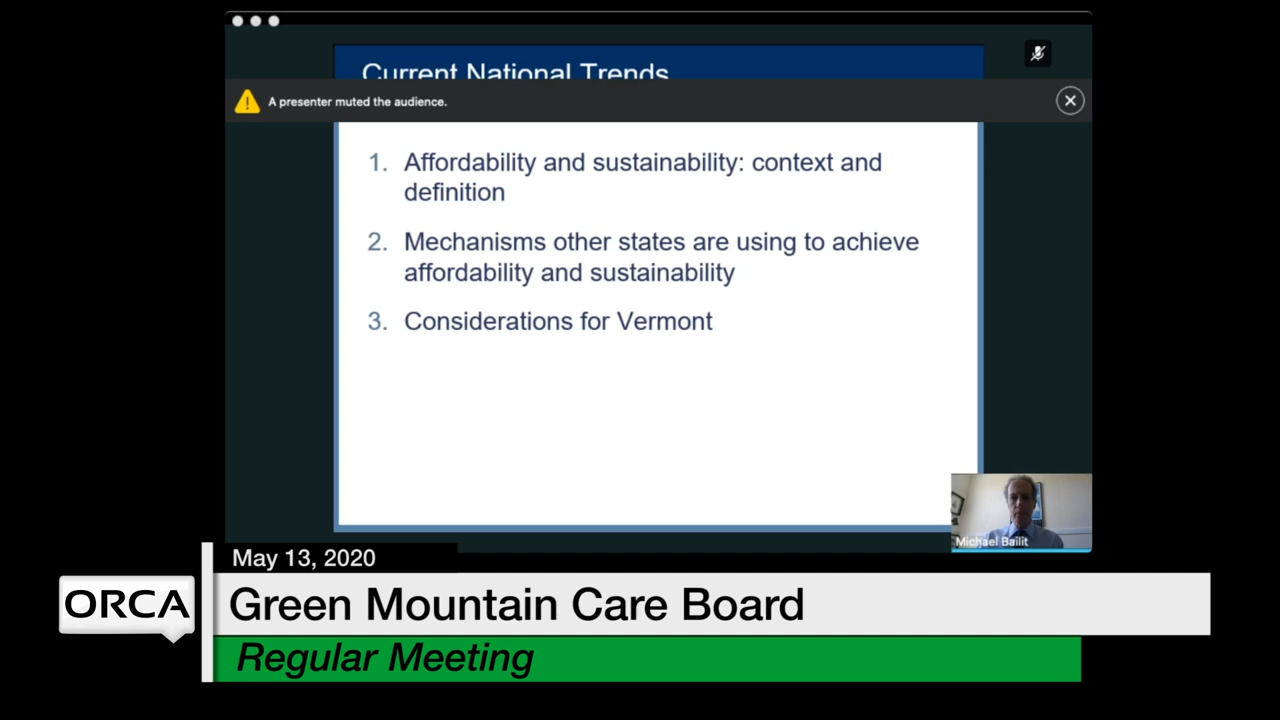 Current National Trends
A presenter muted the audience.
1. Affordability and sustainability: context and
definition
2. Mechanisms other states are using to achieve
affordability and sustainability
3. Considerations for Vermont
Michael Bailit
May 13, 2020
ORCA
Green Mountain Care Board
Regular Meeting